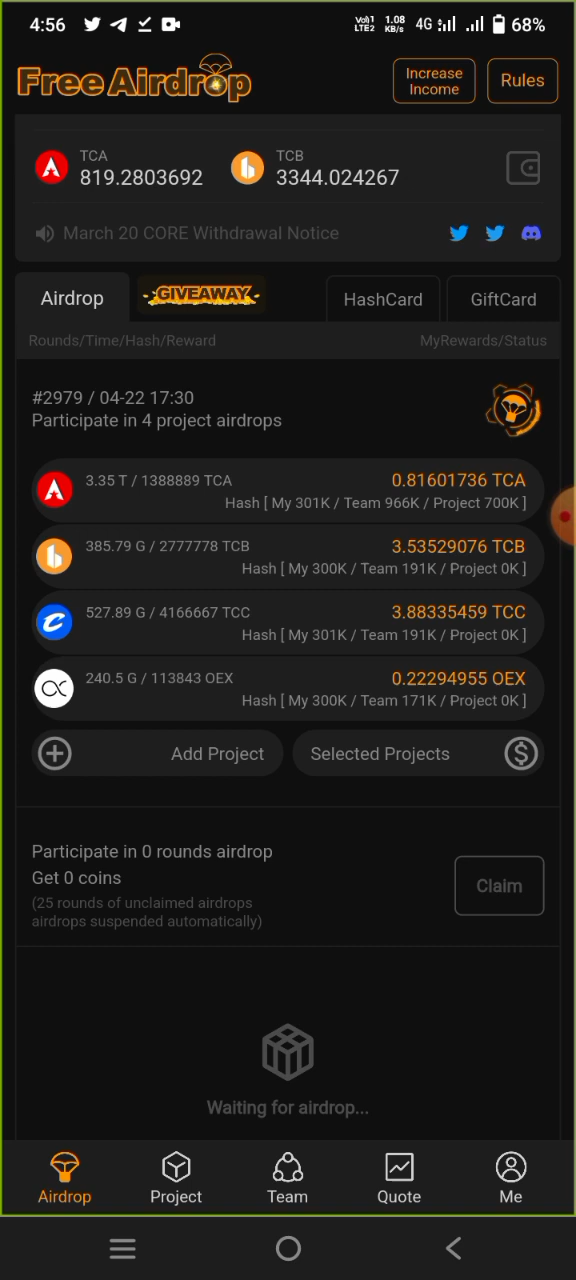 4:56
Vo)) 1
LTE2
1.08
KB/s
4G
68%
Free Airdrop
Increase
Income
Rules
TCA
819.2803692
TCB
3344.024267
March 20 CORE Withdrawal Notice
Airdrop
GIVEAWAY
HashCard
GiftCard
Rounds/Time/Hash/Reward
MyRewards/Status
#2979 / 04-22 17:30
Participate in 4 project airdrops
3.35 T / 1388889 TCA
0.81601736 TCA
Hash [ My 301K / Team 966K / Project 700K ]
385.79 G / 2777778 TCB
3.53529076 TCB
Hash [ My 300K / Team 191K / Project 0K ]
527.89 G / 4166667 TCC
3.88335459 TCC
Hash [ My 301K / Team 191K / Project 0K ]
240.5 G / 113843 OEX
0.22294955 OEX
Hash [ My 300K / Team 171K / Project 0K ]
Add Project
Selected Projects
Participate in 0 rounds airdrop
Get 0 coins
(25 rounds of unclaimed airdrops
airdrops suspended automatically)
Claim
Waiting for airdrop...
Airdrop
Project
Team
Quote
Me